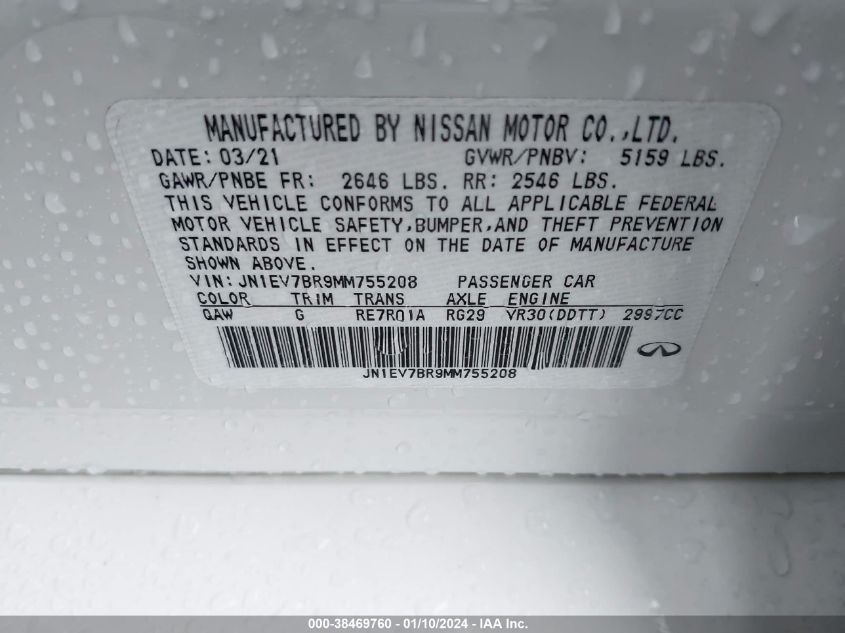 MANUFACTURED BY NISSAN MOTOR CO.,LTD.
DATE: 03/21 GVWR/PNBV: 5159 LBS.
GAWR/PNBE FR: 2646 LBS. RR: 2546 LBS.
THIS VEHICLE CONFORMS TO ALL APPLICABLE FEDERAL
MOTOR VEHICLE SAFETY,BUMPER,AND THEFT PREVENTION
STANDARDS IN EFFECT ON THE DATE OF MANUFACTURE
SHOWN ABOVE.
VIN:JN1EV7BR9MM755208 PASSENGER CAR
COLOR TRIM TRANS AXLE ENGINE
QAW G RE7R01A RG29 VR30(DDTT) 2997CC
JN1EV7BR9MM755208
000-38469760 - 01/10/2024 - IAA Inc.